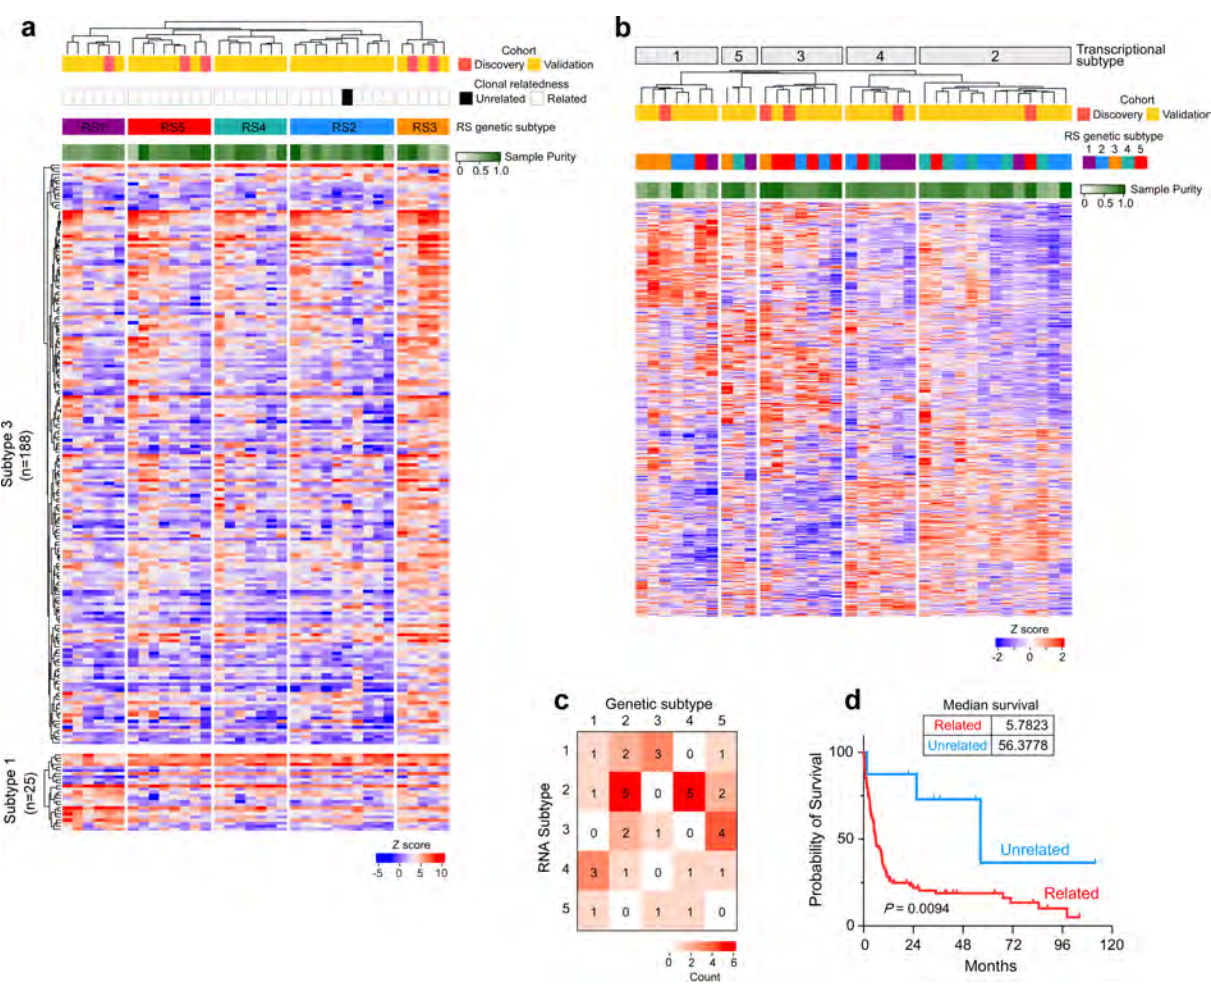 a
Cohort
Discovery
Validation
Clonal relatedness
Unrelated
Related
RS1
RS5
RS4
RS2
RS3
RS genetic subtype
Sample Purity
0 0.5 1.0
Subtype 3
(n=188)
Subtype 1
(n=25)
Z score
-5 0 5 10
b
1 5 3 4 2
Transcriptional
subtype
Cohort
Discovery
Validation
RS genetic subtype
1 2 3 4 5
Sample Purity
0 0.5 1.0
Z score
-2 0 2
c
Genetic subtype
1 2 3 4 5
RNA Subtype
1 1 2 3 0 1
2 1 5 0 5 2
3 0 2 1 0 4
4 3 1 0 1 1
5 1 0 1 1 0
0 2 4 6
Count
d
Median survival
Related 5.7823
Unrelated 56.3778
Probability of Survival
100
50
0
Unrelated
Related
P = 0.0094
0 24 48 72 96 120
Months